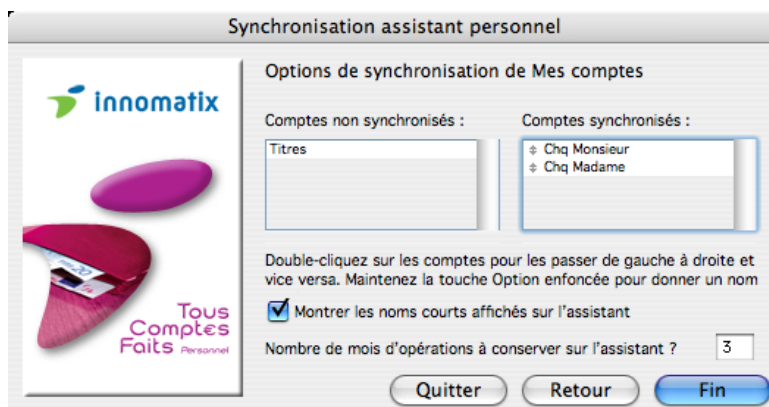 Synchronisation assistant personnel
innomatix
Tous
Comptes
Faits Personnel
Options de synchronisation de Mes comptes
Comptes non synchronisés :
Titres
Comptes synchronisés :
Chq Monsieur
Chq Madame
Double-cliquez sur les comptes pour les passer de gauche à droite et
vice versa. Maintenez la touche Option enfoncée pour donner un nom
Montrer les noms courts affichés sur l'assistant
Nombre de mois d'opérations à conserver sur l'assistant ? 3
Quitter Retour Fin